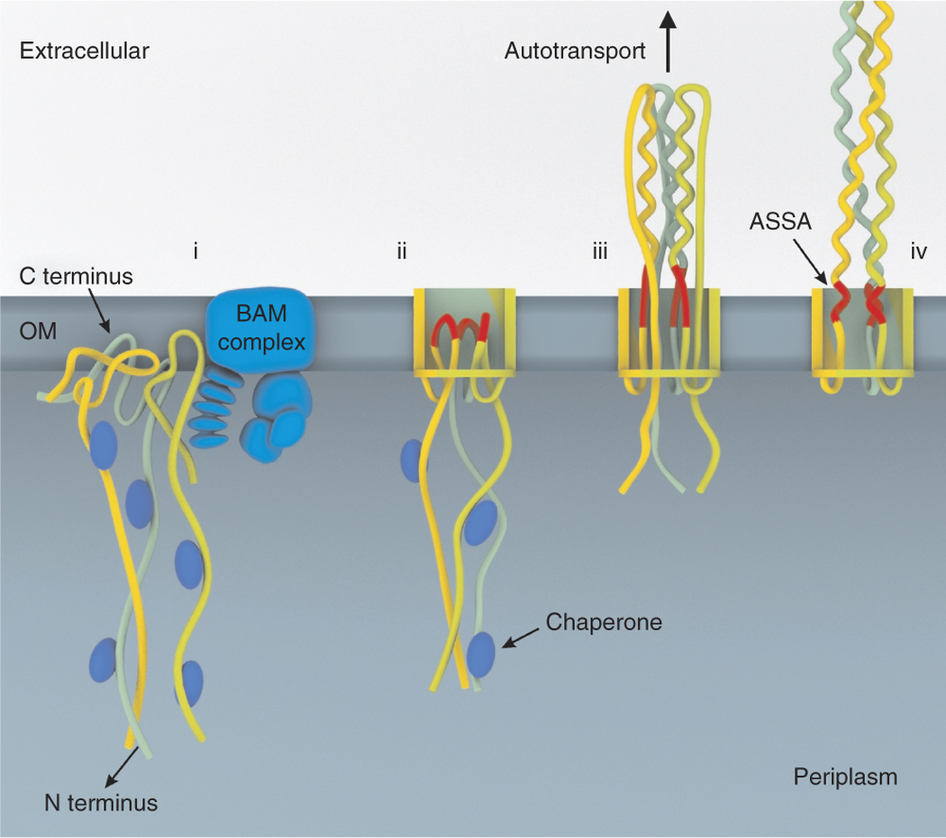 Extracellular
Autotransport
i
ii
iii
ASSA
iv
C terminus
OM
BAM
complex
Chaperone
Periplasm
N terminus